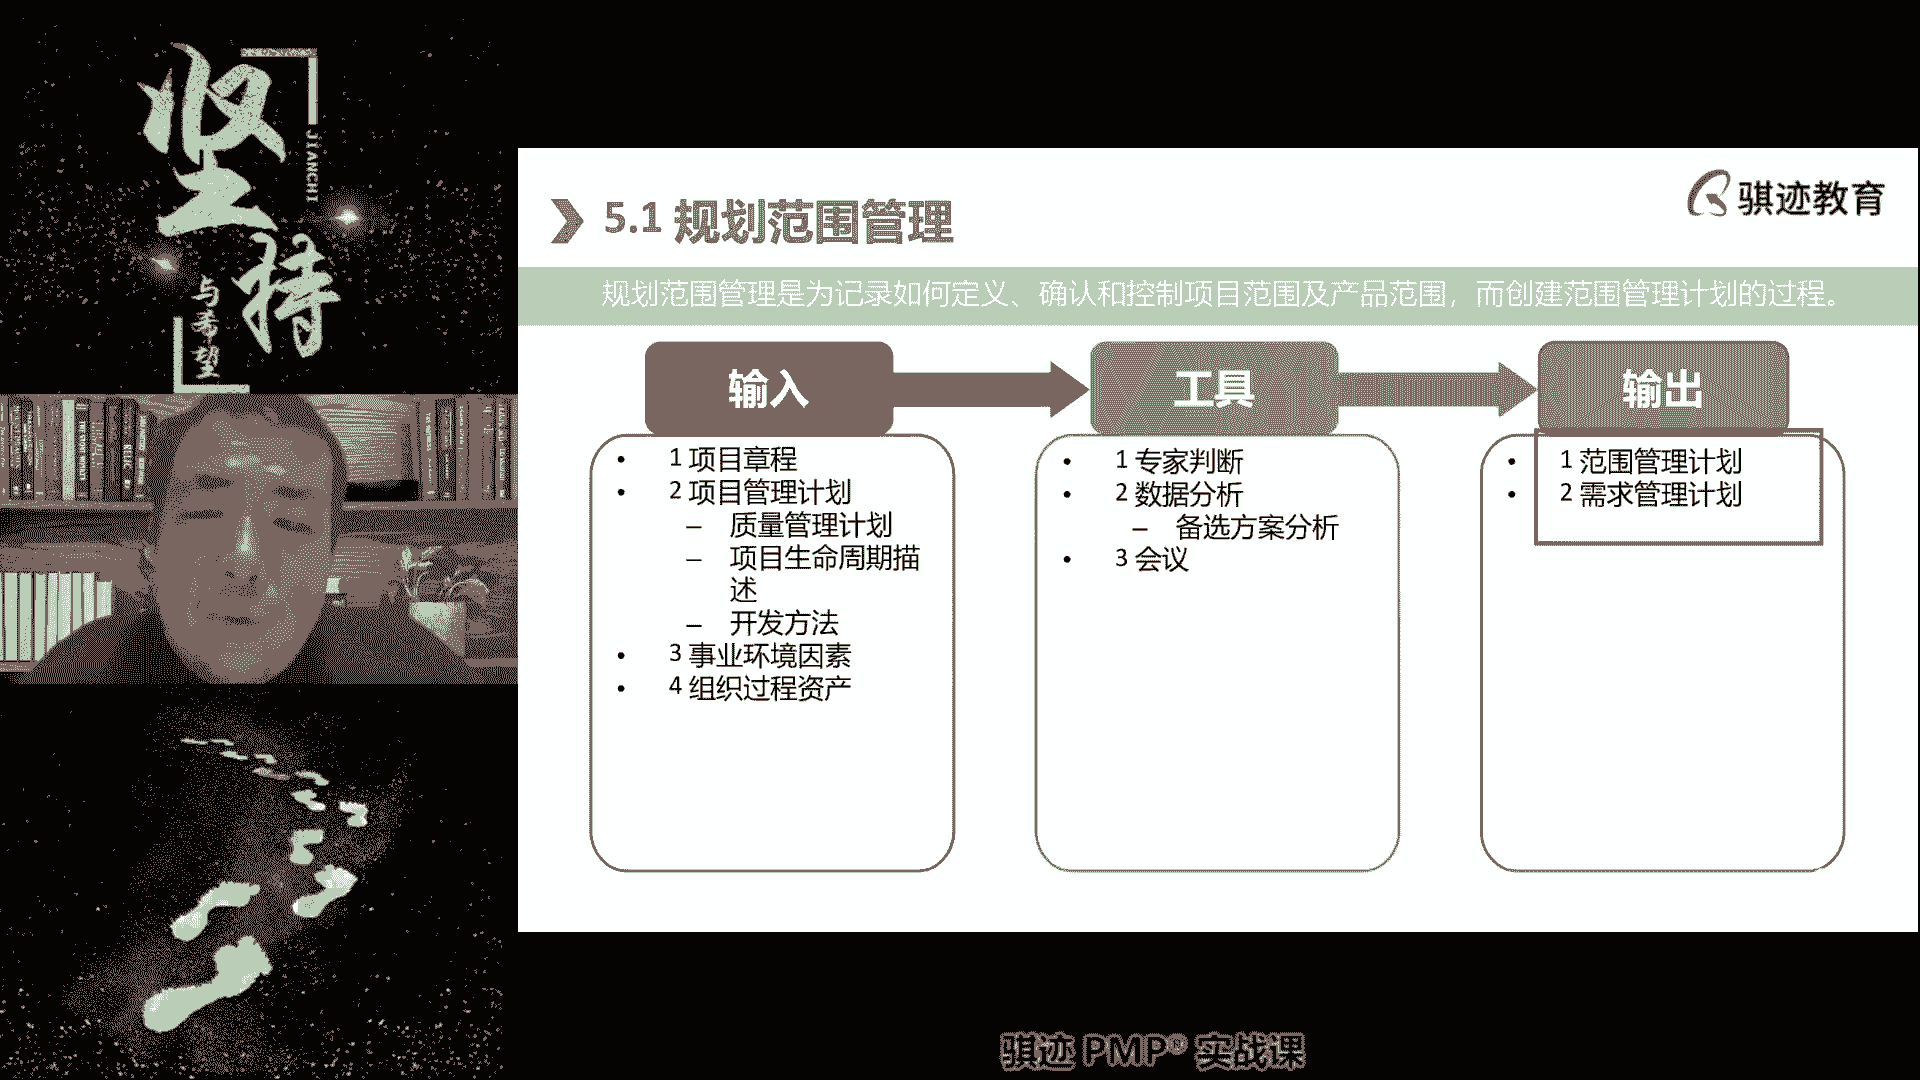 坚持
JIANCHI
与希望
骐迹教育
5.1 规划范围管理
规划范围管理是为记录如何定义、确认和控制项目范围及产品范围，而创建范围管理计划的过程。
输入
1 项目章程
2 项目管理计划
– 质量管理计划
– 项目生命周期描
述
– 开发方法
3 事业环境因素
4 组织过程资产
工具
1 专家判断
2 数据分析
– 备选方案分析
3 会议
输出
1 范围管理计划
2 需求管理计划
骐迹 PMP® 实战课